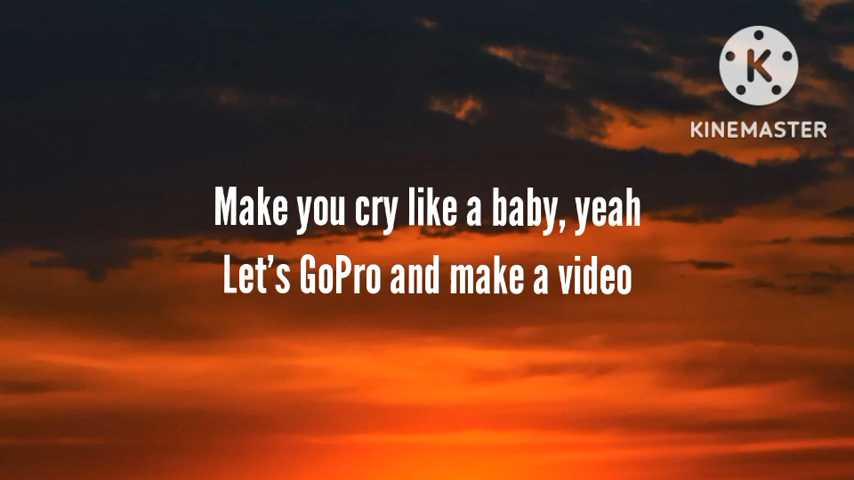 K
KINEMASTER
Make you cry like a baby, yeah
Let's GoPro and make a video